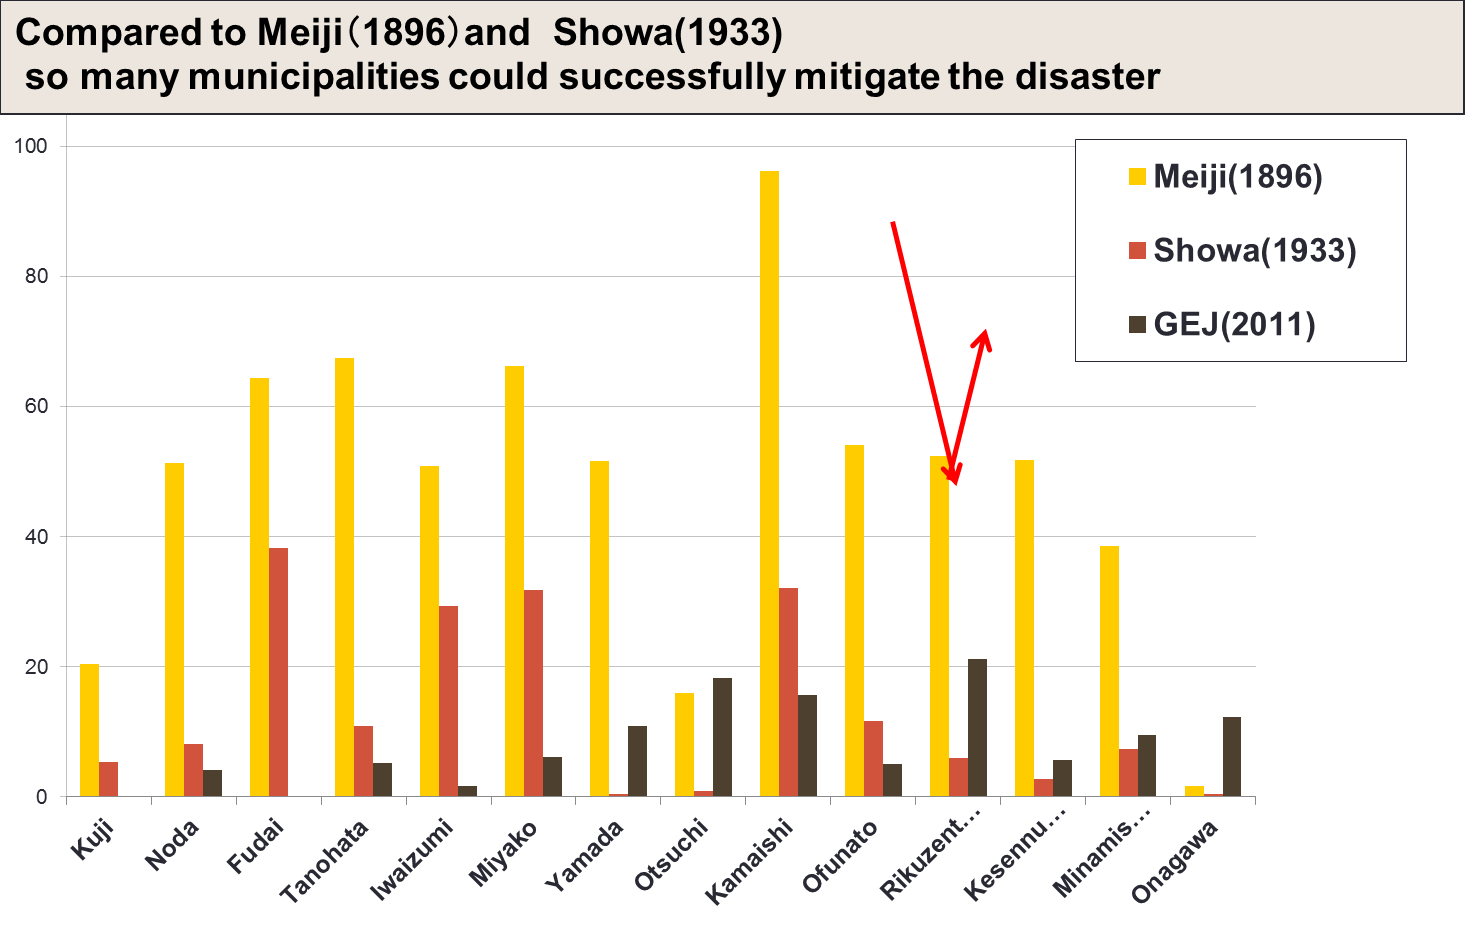 Compared to Meiji（1896）and Showa(1933)
so many municipalities could successfully mitigate the disaster
100
80
60
40
20
0
Meiji(1896)
Showa(1933)
GEJ(2011)
Kuji
Noda
Fudai
Tanohata
Iwaizumi
Miyako
Yamada
Otsuchi
Kamaishi
Ofunato
Rikuzent…
Kesennu…
Minamis…
Onagawa